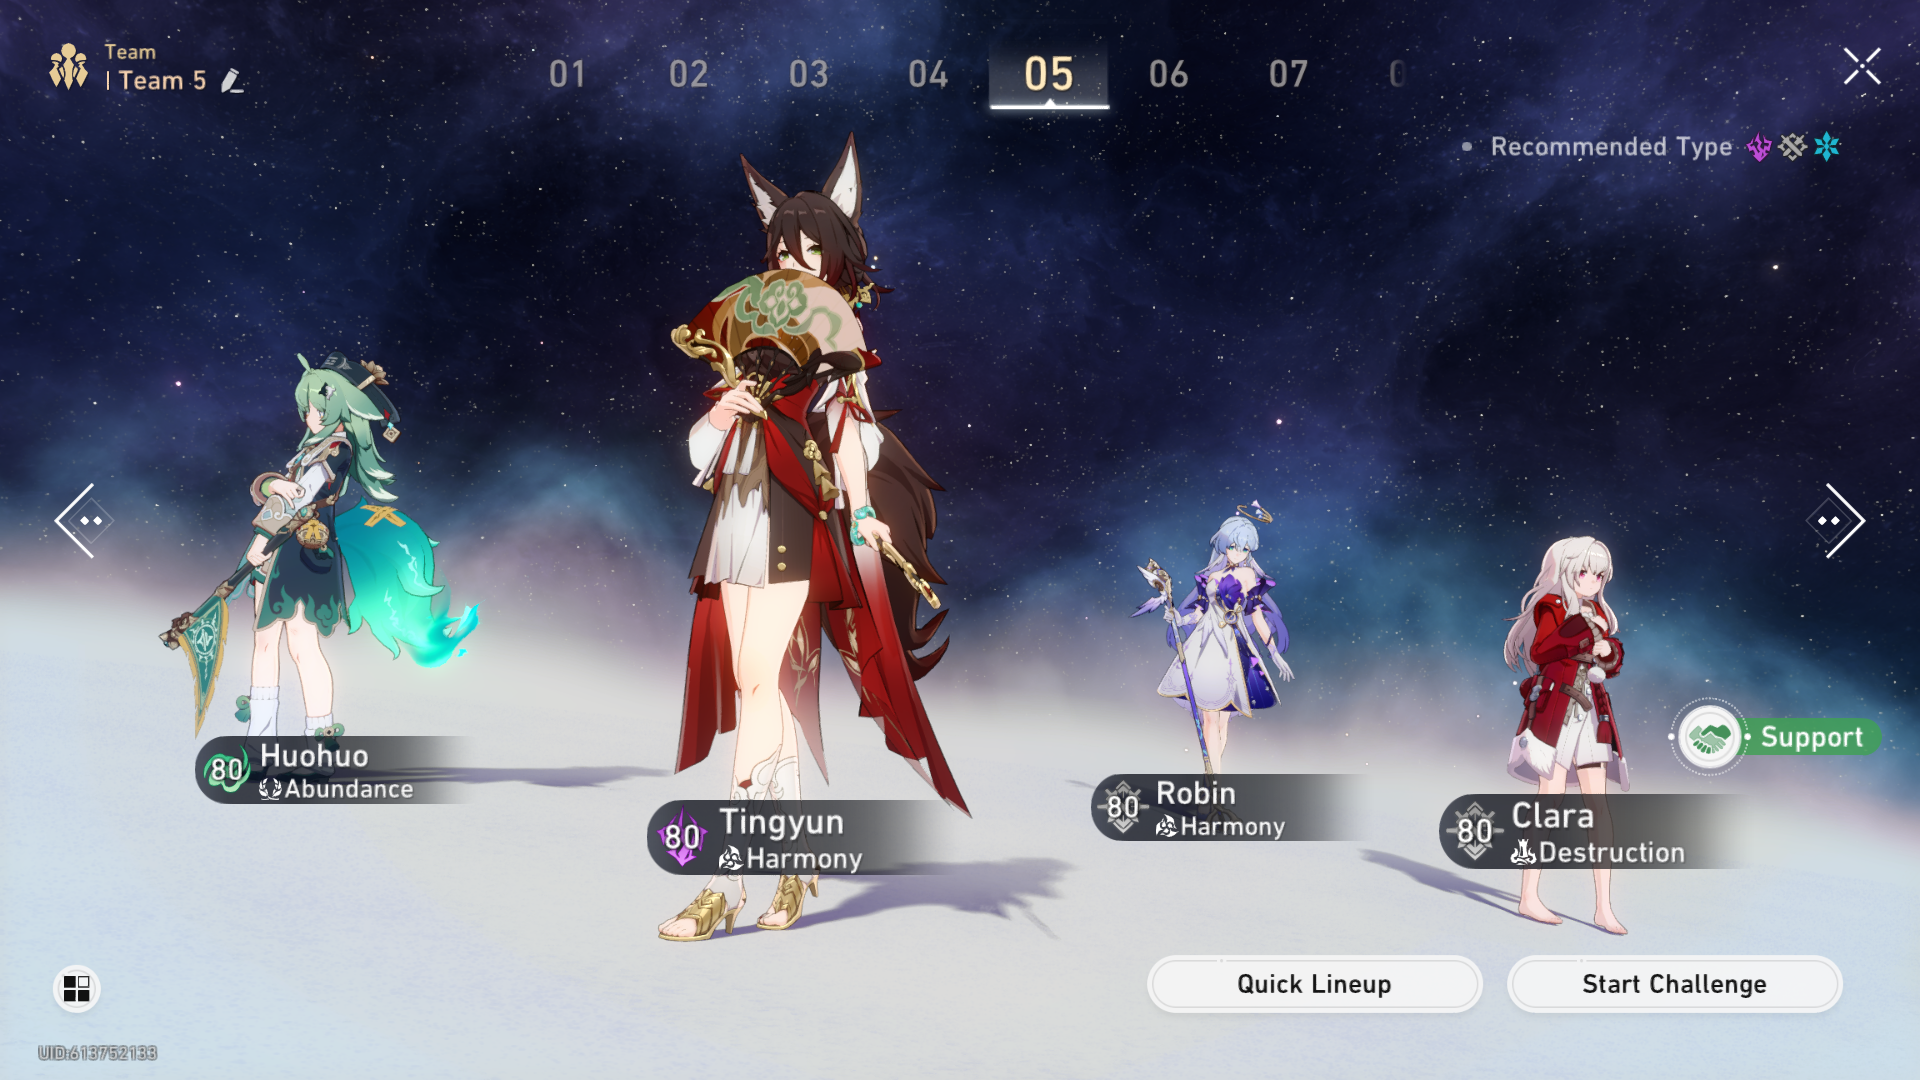 Team
Team 5
01
02
03
04
05
06
07
Recommended Type
80
Huohuo
Abundance
80
Tingyun
Harmony
80
Robin
Harmony
80
Clara
Destruction
Support
Quick Lineup
Start Challenge
UID:613752133